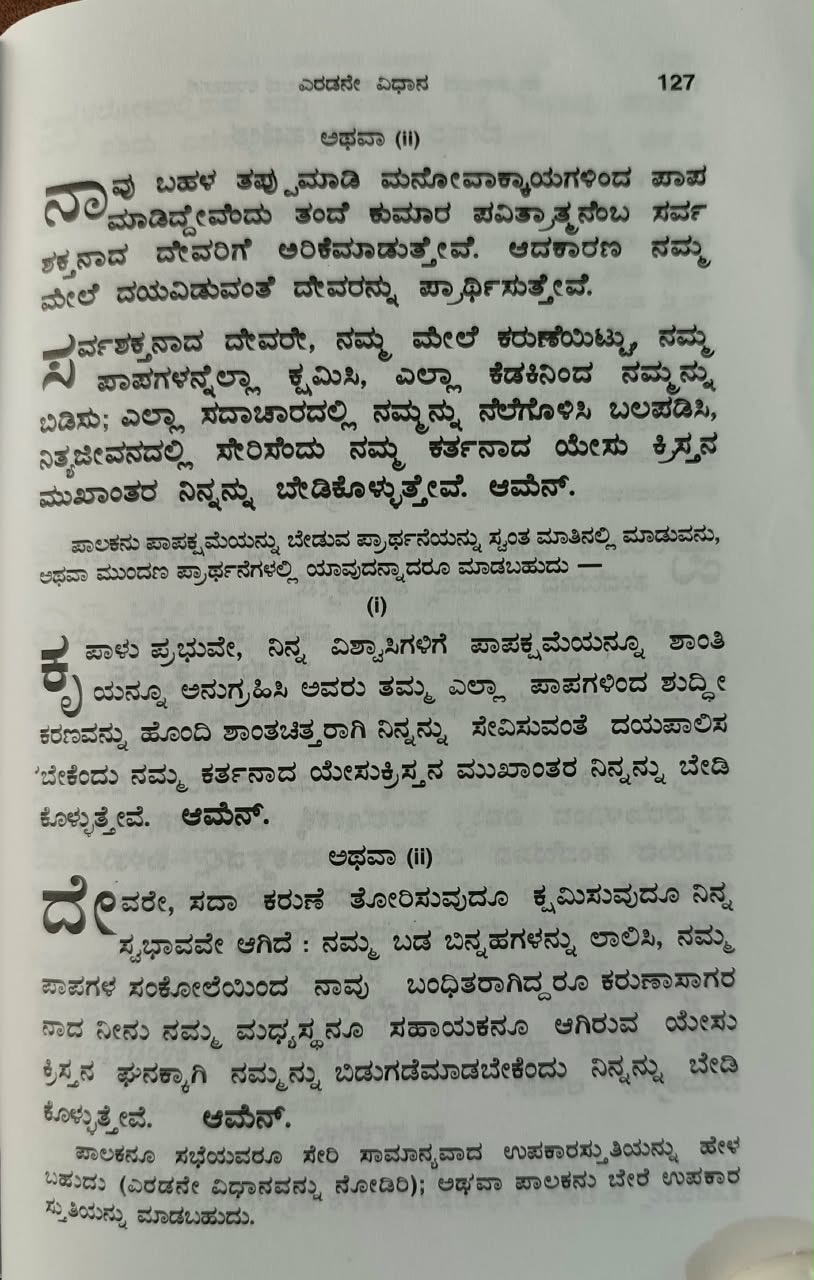 ಎರಡನೇ ವಿಧಾನ 127
ಅಥವಾ (ii)
ನಾವು ಬಹಳ ತಪ್ಪುಮಾಡಿ ಮನೋವಾಕ್ಕಾಯಗಳಿಂದ ಪಾಪ
ಮಾಡಿದ್ದೇವೆಂದು ತಂದೆ ಕುಮಾರ ಪವಿತ್ರಾತ್ಮನೆಂಬ ಸರ್ವ
ಶಕ್ತನಾದ ದೇವರಿಗೆ ಅರಿಕೆಮಾಡುತ್ತೇವೆ. ಆದಕಾರಣ ನಮ್ಮ
ಮೇಲೆ ದಯವಿಡುವಂತೆ ದೇವರನ್ನು ಪ್ರಾರ್ಥಿಸುತ್ತೇವೆ.
ಸರ್ವಶಕ್ತನಾದ ದೇವರೇ, ನಮ್ಮ ಮೇಲೆ ಕರುಣೆಯಿಟ್ಟು, ನಮ್ಮ
ಪಾಪಗಳನ್ನೆಲ್ಲಾ ಕ್ಷಮಿಸಿ, ಎಲ್ಲಾ ಕೆಡಕಿನಿಂದ ನಮ್ಮನ್ನು
ಬಿಡಿಸು; ಎಲ್ಲಾ ಸದಾಚಾರದಲ್ಲಿ ನಮ್ಮನ್ನು ನೆಲೆಗೊಳಿಸಿ ಬಲಪಡಿಸಿ,
ನಿತ್ಯಜೀವನದಲ್ಲಿ ಸೇರಿಸೆಂದು ನಮ್ಮ ಕರ್ತನಾದ ಯೇಸು ಕ್ರಿಸ್ತನ
ಮುಖಾಂತರ ನಿನ್ನನ್ನು ಬೇಡಿಕೊಳ್ಳುತ್ತೇವೆ. ಆಮೆನ್.
ಪಾಲಕನು ಪಾಪಕ್ಷಮೆಯನ್ನು ಬೇಡುವ ಪ್ರಾರ್ಥನೆಯನ್ನು ಸ್ವಂತ ಮಾತಿನಲ್ಲಿ ಮಾಡುವನು,
ಅಥವಾ ಮುಂದಣ ಪ್ರಾರ್ಥನೆಗಳಲ್ಲಿ ಯಾವುದನ್ನಾದರೂ ಮಾಡಬಹುದು —
(i)
ಕೃಪಾಳು ಪ್ರಭುವೇ, ನಿನ್ನ ವಿಶ್ವಾಸಿಗಳಿಗೆ ಪಾಪಕ್ಷಮೆಯನ್ನೂ ಶಾಂತಿ
ಯನ್ನೂ ಅನುಗ್ರಹಿಸಿ ಅವರು ತಮ್ಮ ಎಲ್ಲಾ ಪಾಪಗಳಿಂದ ಶುದ್ಧೀ
ಕರಣವನ್ನು ಹೊಂದಿ ಶಾಂತಚಿತ್ತರಾಗಿ ನಿನ್ನನ್ನು ಸೇವಿಸುವಂತೆ ದಯಪಾಲಿಸ
ಬೇಕೆಂದು ನಮ್ಮ ಕರ್ತನಾದ ಯೇಸುಕ್ರಿಸ್ತನ ಮುಖಾಂತರ ನಿನ್ನನ್ನು ಬೇಡಿ
ಕೊಳ್ಳುತ್ತೇವೆ. ಆಮೆನ್.
ಅಥವಾ (ii)
ದೇವರೇ, ಸದಾ ಕರುಣೆ ತೋರಿಸುವುದೂ ಕ್ಷಮಿಸುವುದೂ ನಿನ್ನ
ಸ್ವಭಾವವೇ ಆಗಿದೆ : ನಮ್ಮ ಬಡ ಬಿನ್ನಹಗಳನ್ನು ಲಾಲಿಸಿ, ನಮ್ಮ
ಪಾಪಗಳ ಸಂಕೋಲೆಯಿಂದ ನಾವು ಬಂಧಿತರಾಗಿದ್ದರೂ ಕರುಣಾಸಾಗರ
ನಾದ ನೀನು ನಮ್ಮ ಮಧ್ಯಸ್ಥನೂ ಸಹಾಯಕನೂ ಆಗಿರುವ ಯೇಸು
ಕ್ರಿಸ್ತನ ಘನಕ್ಕಾಗಿ ನಮ್ಮನ್ನು ಬಿಡುಗಡೆಮಾಡಬೇಕೆಂದು ನಿನ್ನನ್ನು ಬೇಡಿ
ಕೊಳ್ಳುತ್ತೇವೆ. ಆಮೆನ್.
ಪಾಲಕನೂ ಸಭೆಯವರೂ ಸೇರಿ ಸಾಮಾನ್ಯವಾದ ಉಪಕಾರಸ್ತುತಿಯನ್ನು ಹೇಳ
ಬಹುದು (ಎರಡನೇ ವಿಧಾನವನ್ನು ನೋಡಿರಿ); ಅಥವಾ ಪಾಲಕನು ಬೇರೆ ಉಪಕಾರ
ಸ್ತುತಿಯನ್ನು ಮಾಡಬಹುದು.